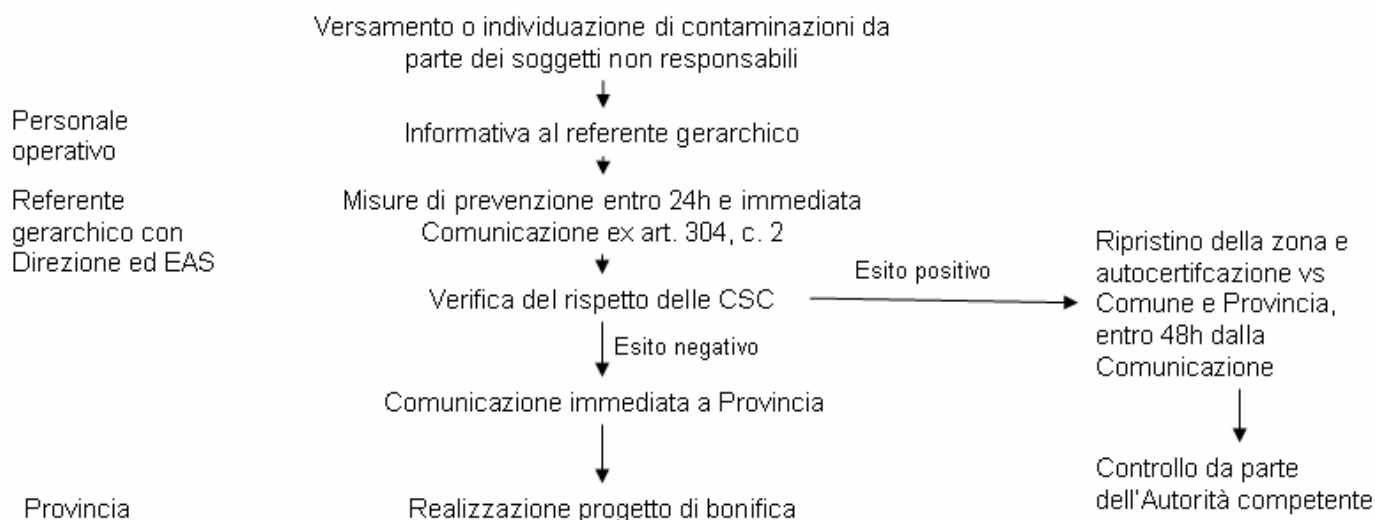 Versamento o individuazione di contaminazioni da
parte dei soggetti non responsabili
Personale
operativo
Informativa al referente gerarchico
Referente
gerarchico con
Direzione ed EAS
Misure di prevenzione entro 24h e immediata
Comunicazione ex art. 304, c. 2
Verifica del rispetto delle CSC
Esito positivo
Ripristino della zona e
autocertifcazione vs
Comune e Provincia,
entro 48h dalla
Comunicazione
Esito negativo
Comunicazione immediata a Provincia
Controllo da parte
dell'Autorità competente
Provincia
Realizzazione progetto di bonifica